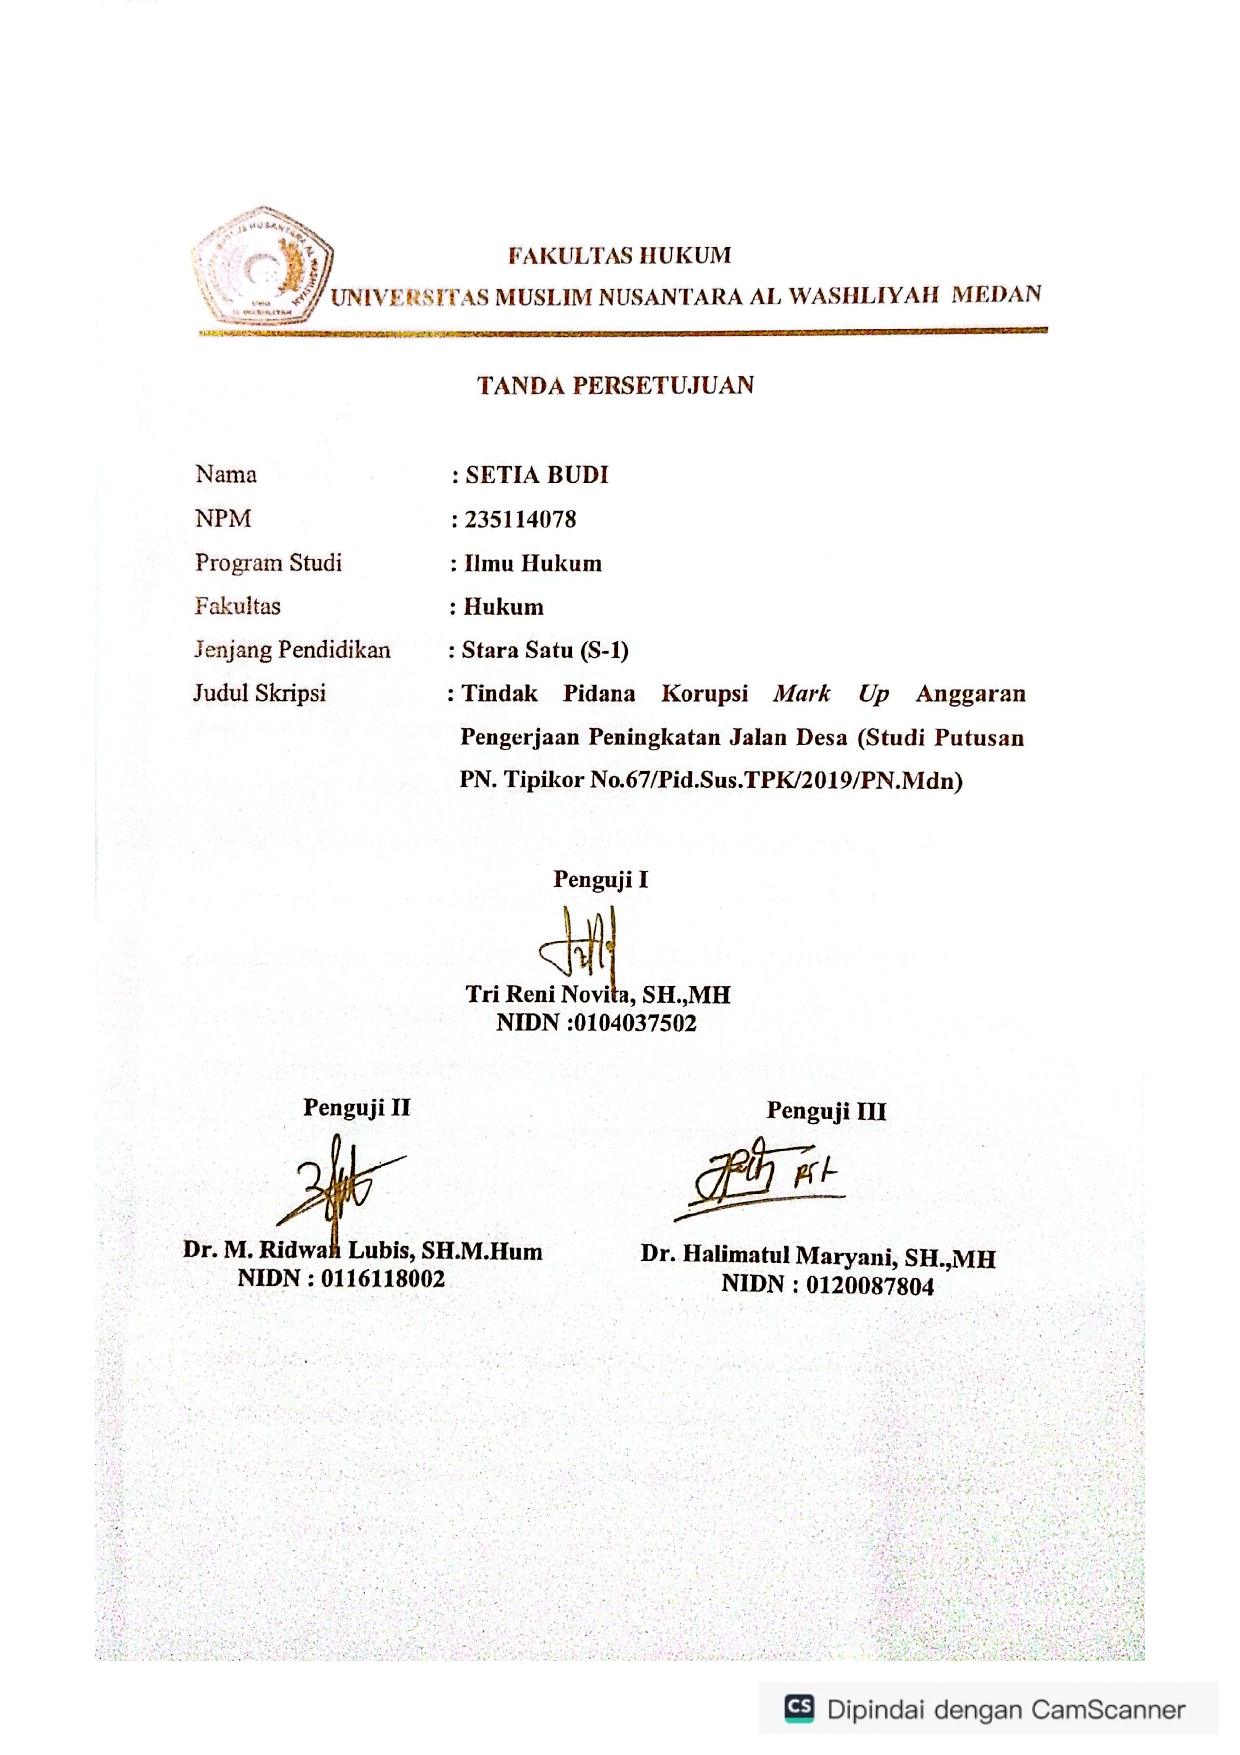 FAKULTAS HUKUM
UNIVERSITAS MUSLIM NUSANTARA AL WASHLIYAH MEDAN
TANDA PERSETUJUAN
Nama : SETIA BUDI
NPM : 235114078
Program Studi : Ilmu Hukum
Fakultas : Hukum
Jenjang Pendidikan : Stara Satu (S-1)
Judul Skripsi : Tindak Pidana Korupsi Mark Up Anggaran
Pengerjaan Peningkatan Jalan Desa (Studi Putusan
PN. Tipikor No.67/Pid.Sus.TPK/2019/PN.Mdn)
Penguji I
Tri Reni Novita, SH.,MH
NIDN :0104037502
Penguji II
Dr. M. Ridwan Lubis, SH.M.Hum
NIDN : 0116118002
Penguji III
Dr. Halimatul Maryani, SH.,MH
NIDN : 0120087804
CS Dipindai dengan CamScanner